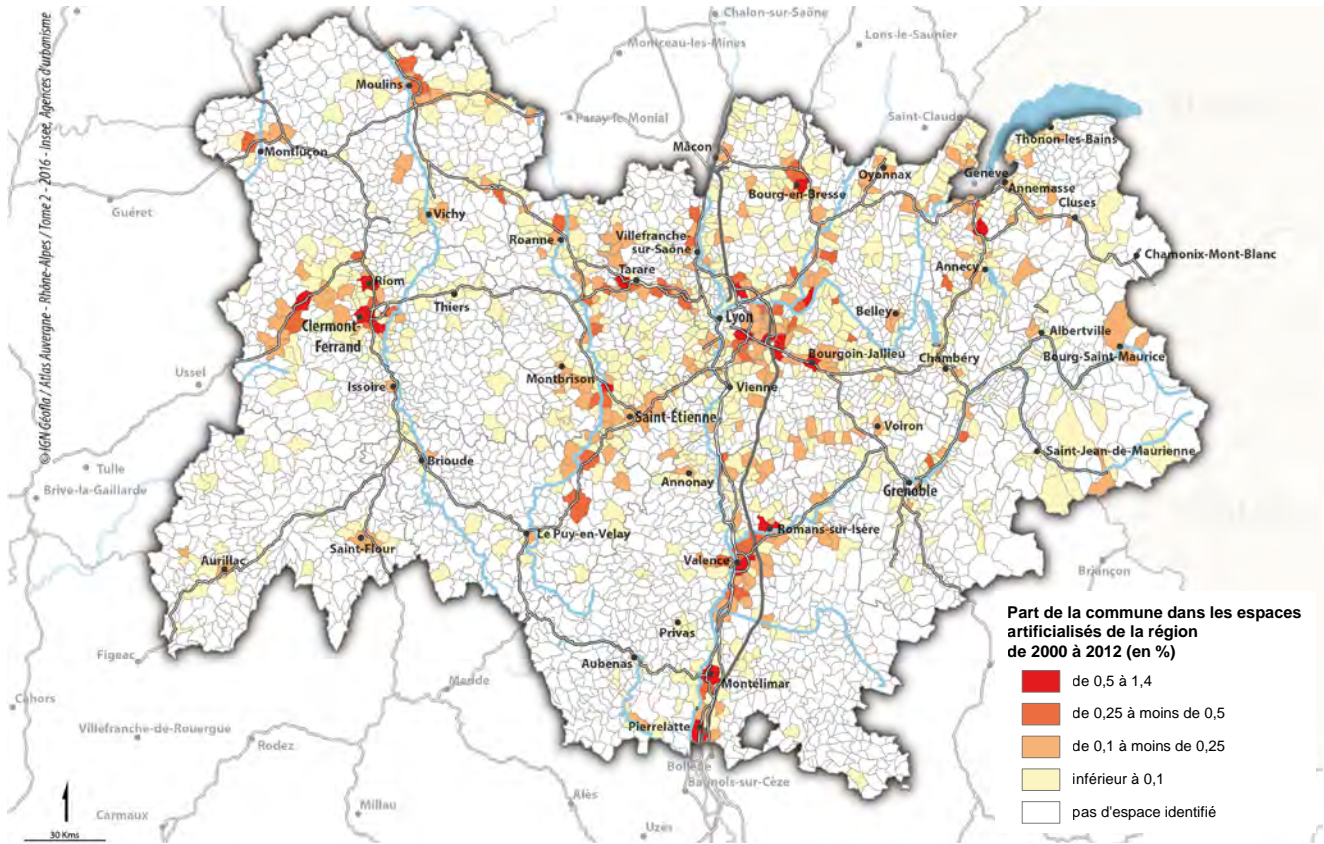 ©IGN Géofla / Atlas Auvergne - Rhône-Alpes / Tome 2 - 2016 - Insee, Agences d'urbanisme
Chalon-sur-Saône
Lons-le-Saunier
Montceau-les-Mines
Moulins
Paray-le-Monial
Saint-Claude
Thonon-les-Bains
Montluçon
Mâcon
Oyonnax
Genève
Annemasse
Bourg-en-Bresse
Cluses
Guéret
Vichy
Roanne
Villefranche-
sur-Saône
Chamonix-Mont-Blanc
Annecy
Riom
Tarare
Thiers
Lyon
Belley
Clermont-
Ferrand
Albertville
Bourgoin-Jallieu
Chambéry
Bourg-Saint-Maurice
Ussel
Issoire
Montbrison
Vienne
Saint-Étienne
Voiron
Tulle
Brioude
Saint-Jean-de-Maurienne
Brive-la-Gaillarde
Annonay
Grenoble
Le Puy-en-Velay
Romans-sur-Isère
Saint-Flour
Aurillac
Valence
Briançon
Privas
Figeac
Aubenas
Montélimar
Mende
Cahors
Pierrelatte
Villefranche-de-Rouergue
Rodez
Bollène
Bagnols-sur-Cèze
Alès
Millau
Carmaux
Uzès
30 Kms
Part de la commune dans les espaces
artificialisés de la région
de 2000 à 2012 (en %)
de 0,5 à 1,4
de 0,25 à moins de 0,5
de 0,1 à moins de 0,25
inférieur à 0,1
pas d'espace identifié